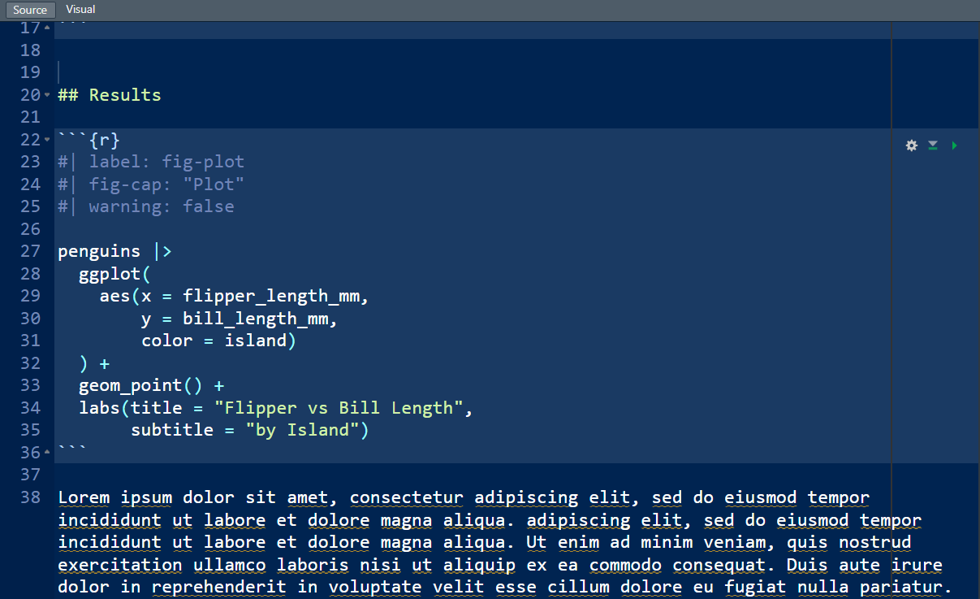 Source Visual
17 ```
18
19
20 ## Results
21
22 ```{r}
23 #| label: fig-plot
24 #| fig-cap: "Plot"
25 #| warning: false
26
27 penguins |>
28   ggplot(
29     aes(x = flipper_length_mm,
30         y = bill_length_mm,
31         color = island)
32   ) +
33   geom_point() +
34   labs(title = "Flipper vs Bill Length",
35        subtitle = "by Island")
36 ```
37
38 Lorem ipsum dolor sit amet, consectetur adipiscing elit, sed do eiusmod tempor
incididunt ut labore et dolore magna aliqua. adipiscing elit, sed do eiusmod tempor
incididunt ut labore et dolore magna aliqua. Ut enim ad minim veniam, quis nostrud
exercitation ullamco laboris nisi ut aliquip ex ea commodo consequat. Duis aute irure
dolor in reprehenderit in voluptate velit esse cillum dolore eu fugiat nulla pariatur.